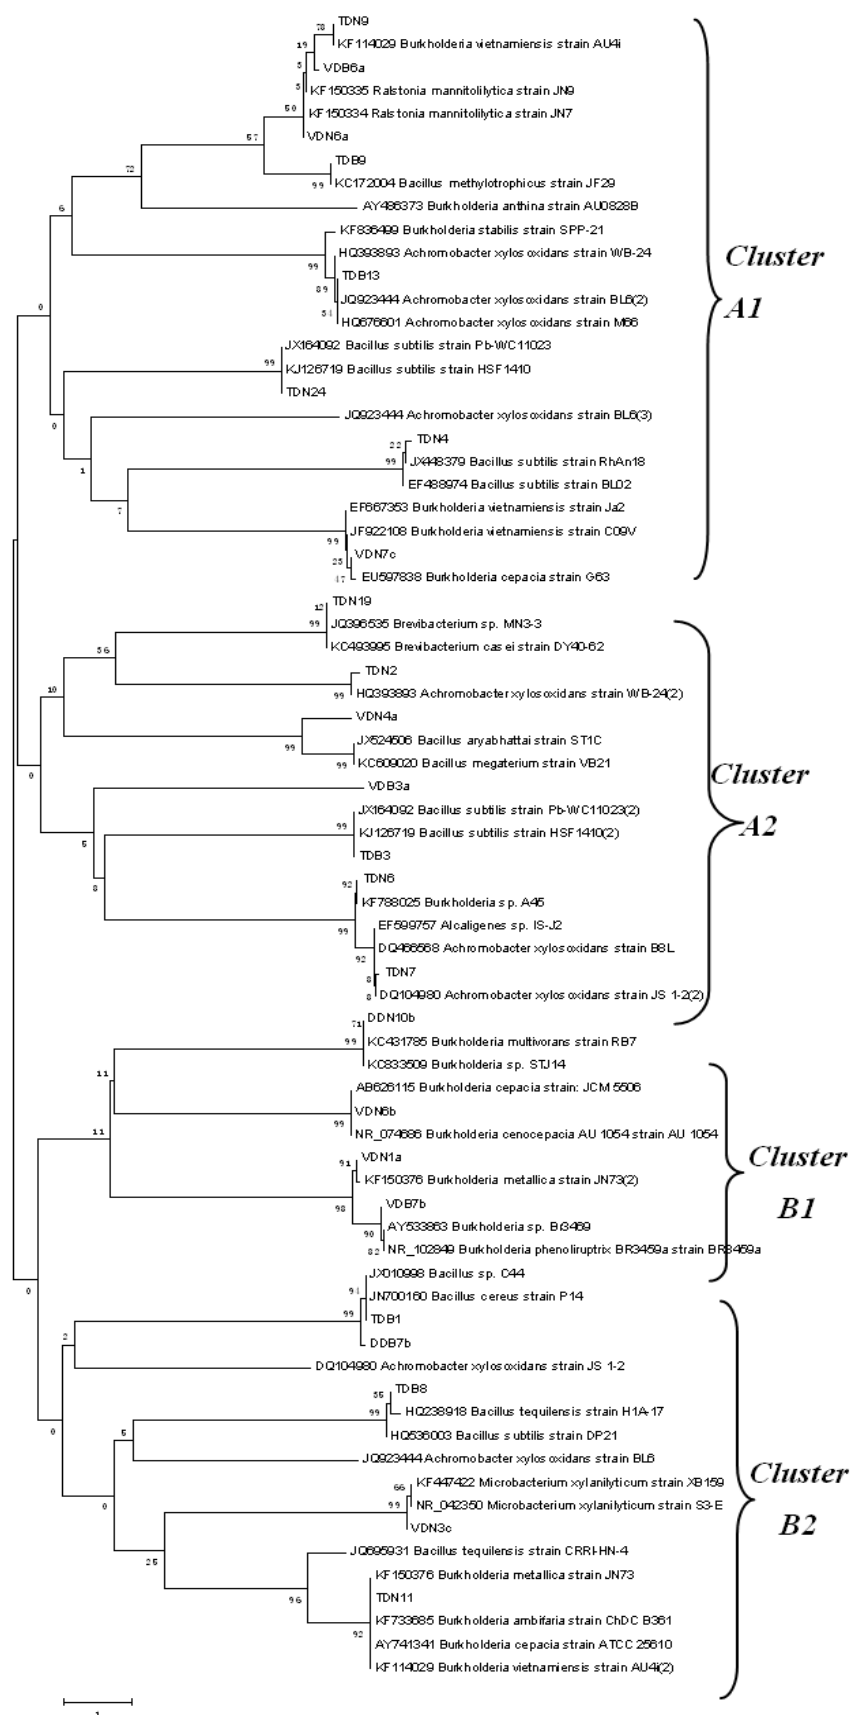 TDN9
78
KF114029 Burkholderia vietnamiensis strain AU4i
19
VDB6a
5
KF150335 Ralstonia mannitolilytica strain JN9
5
KF150334 Ralstonia mannitolilytica strain JN7
50
VDN6a
57
TDB9
72
KC172004 Bacillus methylotrophicus strain JF29
99
AY486373 Burkholderia anthina strain AU0828B
6
KF836499 Burkholderia stabilis strain SPP-21
HQ393893 Achromobacter xylosoxidans strain WB-24
99
TDB13
89
JQ923444 Achromobacter xylosoxidans strain BL6(2)
54
HQ676601 Achromobacter xylosoxidans strain M66
Cluster
A1
0
JX164092 Bacillus subtilis strain Pb-WC11023
99
KJ126719 Bacillus subtilis strain HSF1410
TDN24
0
JQ923444 Achromobacter xylosoxidans strain BL6(3)
TDN4
22
JX448379 Bacillus subtilis strain RhAn18
99
1
EF488974 Bacillus subtilis strain BL02
7
EF667353 Burkholderia vietnamiensis strain Ja2
JF922108 Burkholderia vietnamiensis strain C09V
99
VDN7c
25
EU597838 Burkholderia cepacia strain G63
47
TDN19
12
JQ396535 Brevibacterium sp. MN3-3
99
KC493995 Brevibacterium casei strain DY40-62
56
TDN2
HQ393893 Achromobacter xylosoxidans strain WB-24(2)
99
10
VDN4a
JX524506 Bacillus aryabhattai strain ST1C
99
KC609020 Bacillus megaterium strain VB21
99
0
VDB3a
Cluster
A2
JX164092 Bacillus subtilis strain Pb-WC11023(2)
99
KJ126719 Bacillus subtilis strain HSF1410(2)
5
TDB3
8
TDN6
92
KF788025 Burkholderia sp. A45
EF599757 Alcaligenes sp. IS-J2
99
DQ466568 Achromobacter xylosoxidans strain B8L
92
TDN7
8
DQ104980 Achromobacter xylosoxidans strain JS 1-2(2)
8
DDN10b
71
KC431785 Burkholderia multivorans strain RB7
99
KC833509 Burkholderia sp. STJ14
11
AB626115 Burkholderia cepacia strain: JCM 5506
VDN6b
99
11
NR_074686 Burkholderia cenocepacia AU 1054 strain AU 1054
VDN1a
91
KF150376 Burkholderia metallica strain JN73(2)
98
VDB7b
AY533863 Burkholderia sp. Br3469
90
NR_102849 Burkholderia phenoliruptrix BR3459a strain BR3459a
82
Cluster
B1
0
JX010998 Bacillus sp. C44
94
JN700160 Bacillus cereus strain P14
99
TDB1
DDB7b
2
DQ104980 Achromobacter xylosoxidans strain JS 1-2
TDB8
55
HQ238918 Bacillus tequilensis strain H1A-17
99
HQ536003 Bacillus subtilis strain DP21
0
5
JQ923444 Achromobacter xylosoxidans strain BL6
0
KF447422 Microbacterium xylanilyticum strain XB159
66
NR_042350 Microbacterium xylanilyticum strain S3-E
99
VDN3c
25
JQ695931 Bacillus tequilensis strain CRRI-HN-4
96
KF150376 Burkholderia metallica strain JN73
TDN11
KF733685 Burkholderia ambifaria strain ChDC B361
92
AY741341 Burkholderia cepacia strain ATCC 25610
KF114029 Burkholderia vietnamiensis strain AU4i(2)
Cluster
B2
1